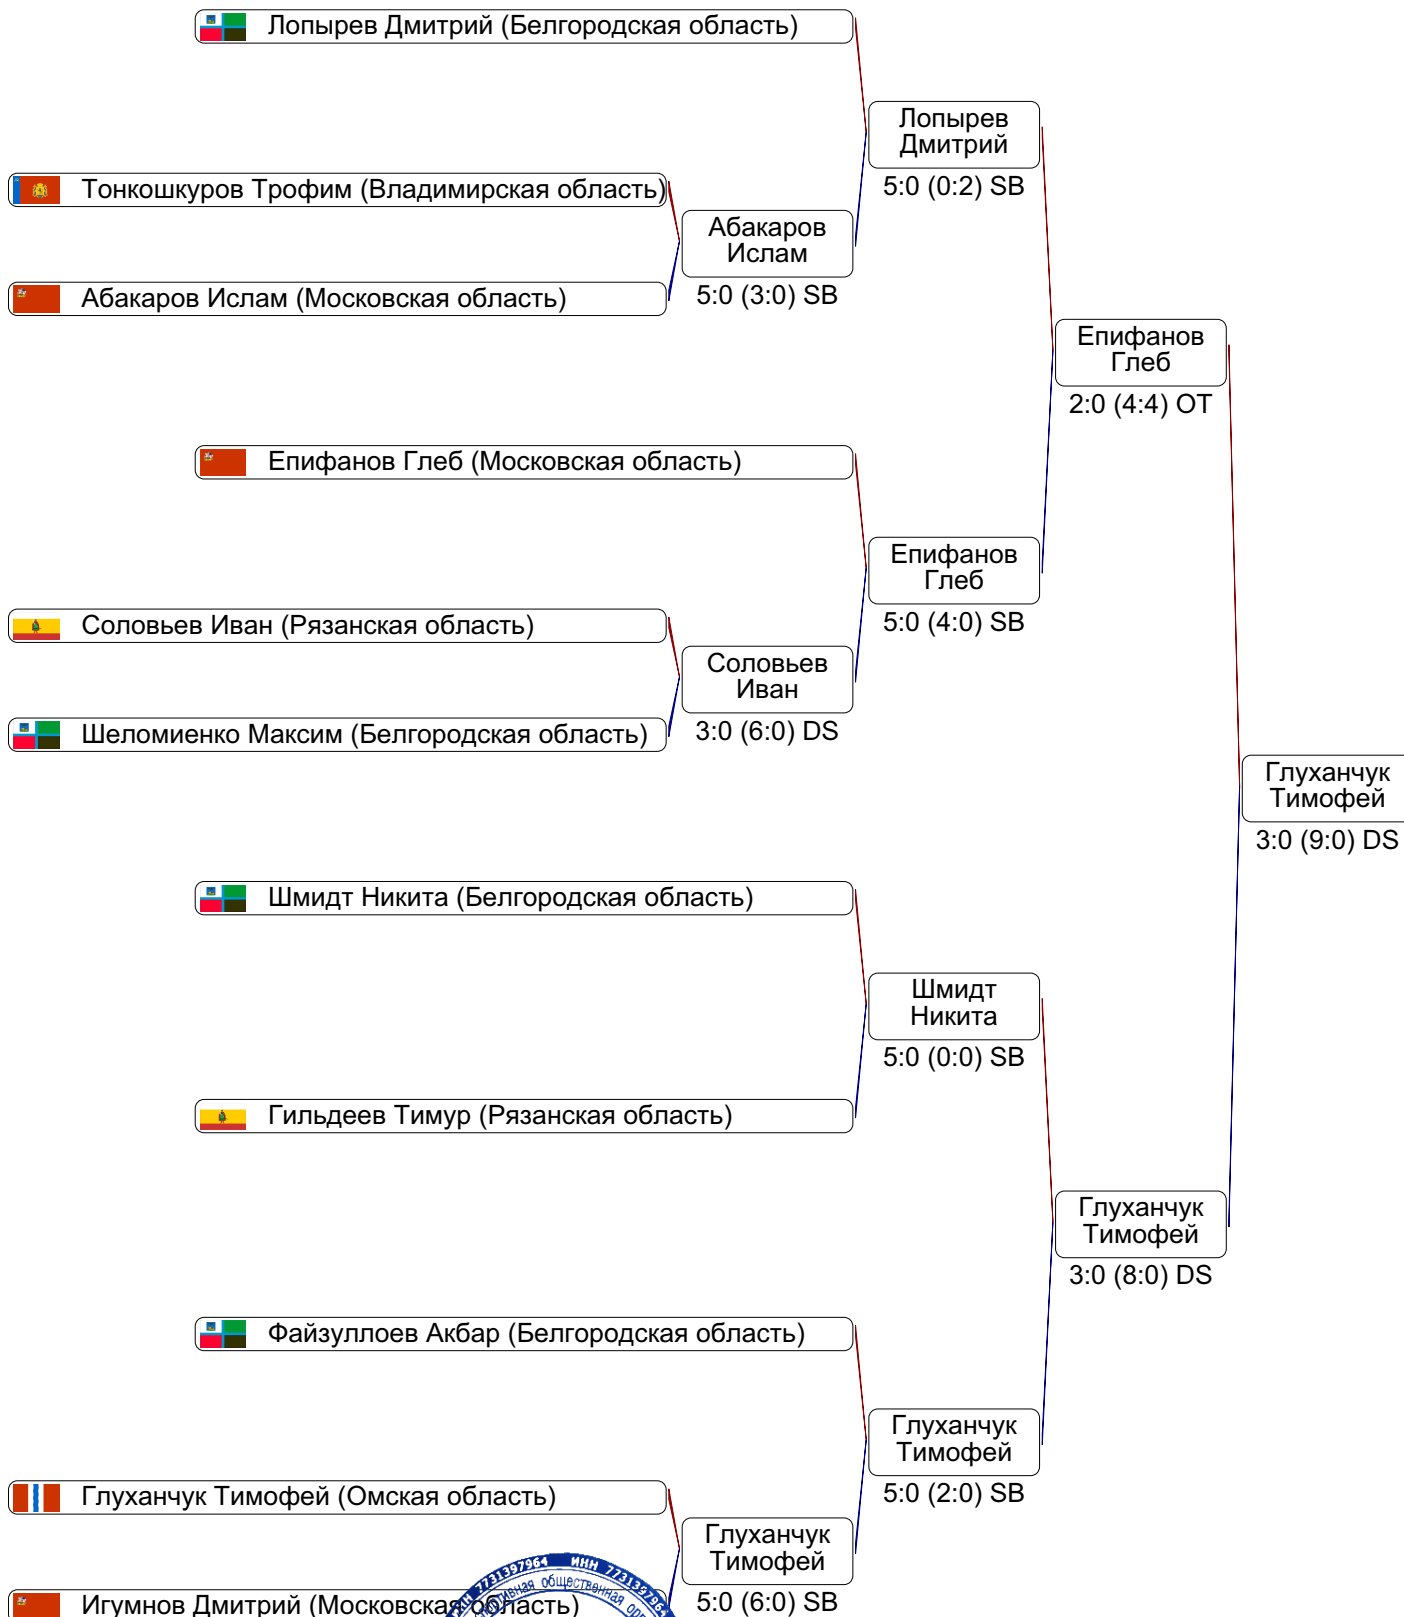 Лопырев Дмитрий (Белгородская область)
Лопырев
Дмитрий
5:0 (0:2) SB
Тонкошкуров Трофим (Владимирская область)
Абакаров
Ислам
5:0 (3:0) SB
Абакаров Ислам (Московская область)
Епифанов
Глеб
2:0 (4:4) OT
Епифанов Глеб (Московская область)
Епифанов
Глеб
5:0 (4:0) SB
Соловьев Иван (Рязанская область)
Соловьев
Иван
3:0 (6:0) DS
Шеломиенко Максим (Белгородская область)
Глуханчук
Тимофей
3:0 (9:0) DS
Шмидт Никита (Белгородская область)
Шмидт
Никита
5:0 (0:0) SB
Гильдеев Тимур (Рязанская область)
Глуханчук
Тимофей
3:0 (8:0) DS
Файзуллоев Акбар (Белгородская область)
Глуханчук
Тимофей
5:0 (2:0) SB
Глуханчук Тимофей (Омская область)
Глуханчук
Тимофей
5:0 (6:0) SB
Игумнов Дмитрий (Московская область)
7731397964 ИНН
общественная